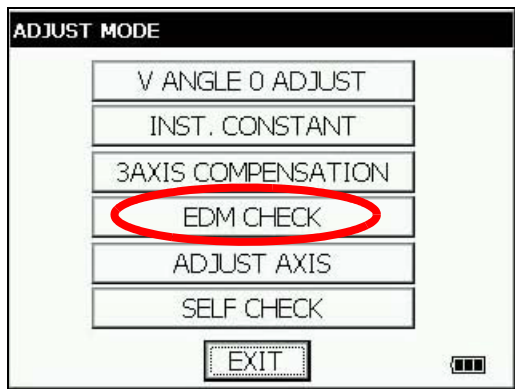 ADJUST MODE
V ANGLE 0 ADJUST
INST. CONSTANT
3AXIS COMPENSATION
EDM CHECK
ADJUST AXIS
SELF CHECK
EXIT